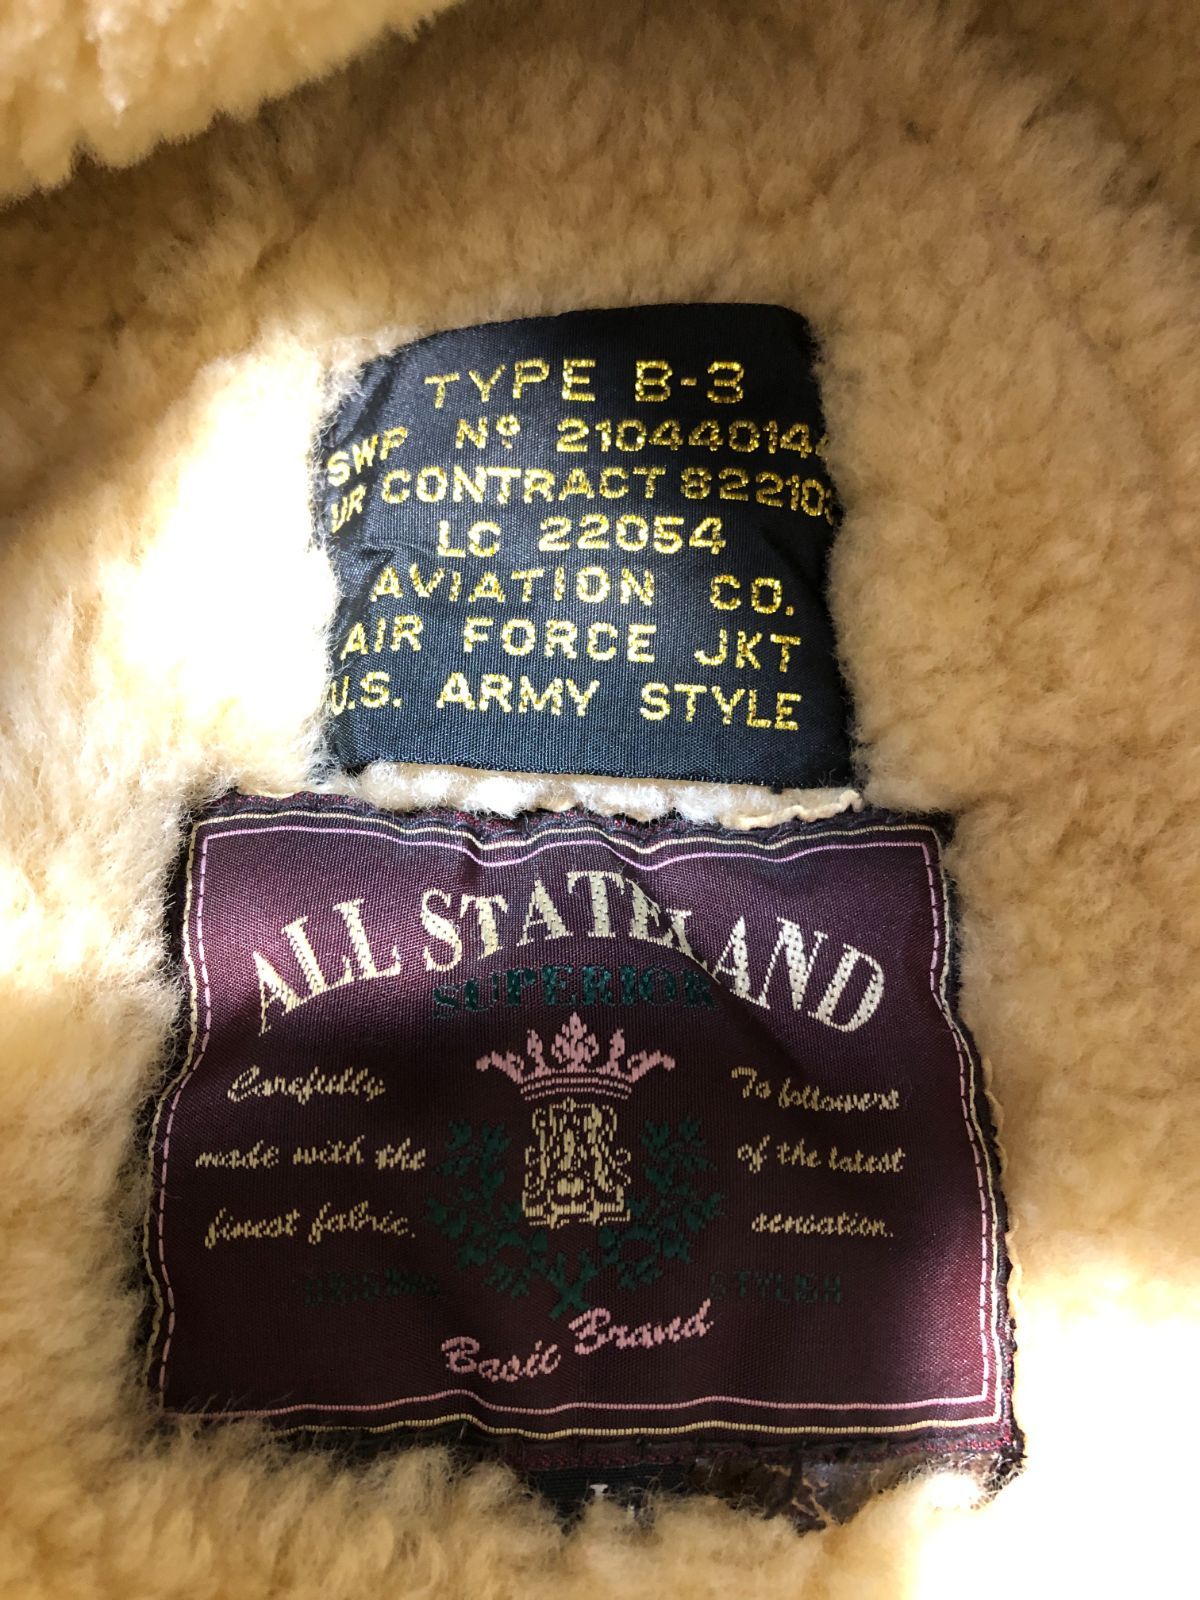 TYPE B-3
SWP Nº 21044014
UR CONTRACT 822103
LC 22054
AVIATION CO.
AIR FORCE JKT
U.S. ARMY STYLE
ALL STATELAND
SUPERIOR
Carefully
made with the
finest fabric.
To followers
of the latest
sensation.
Basic Brand
L